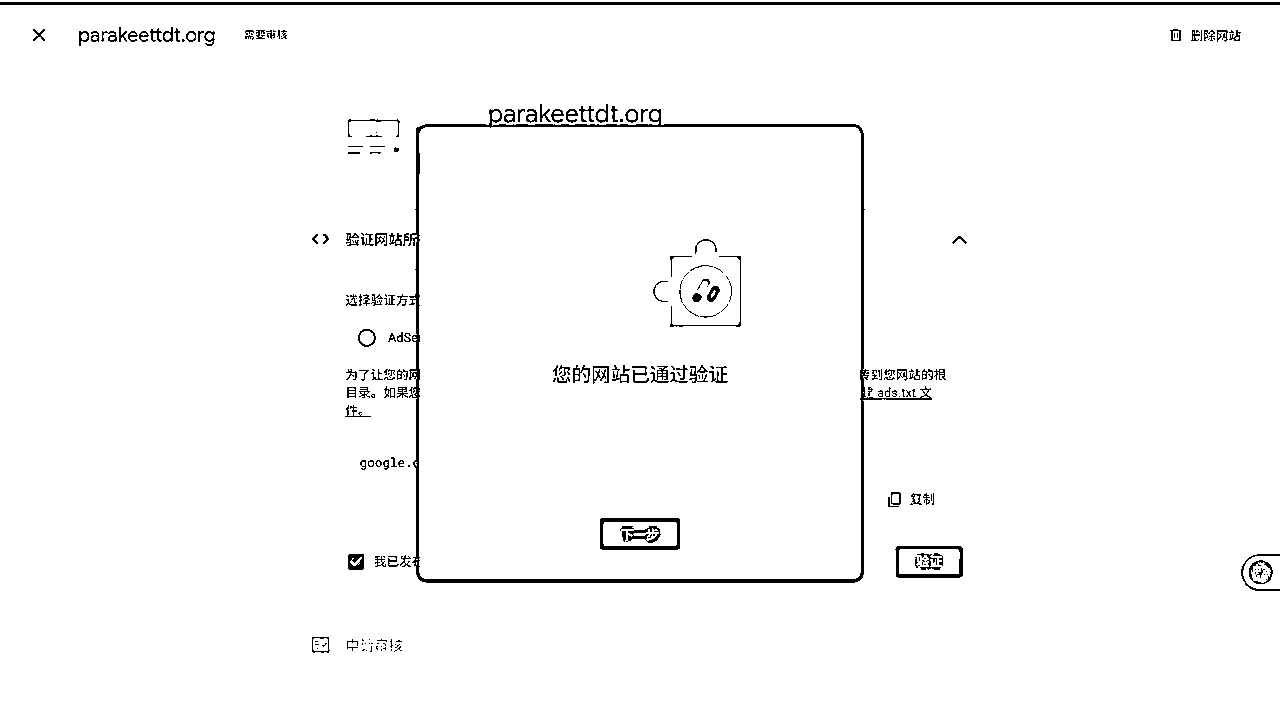 parakeettdt.org
需要审核
删除网站
parakeettdt.org
验证网站所
选择验证方式
AdSe
为了让您的网
传到您网站的根
目录。如果您
ads.txt 文
件。
您的网站已通过验证
google.c
复制
下一步
我已发布
验证
申请审核